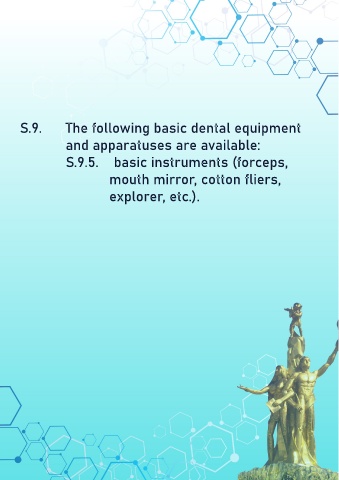 S.9. The following basic dental equipment
and apparatuses are available:
S.9.5. basic instruments (forceps,
mouth mirror, cotton fliers,
explorer, etc.).